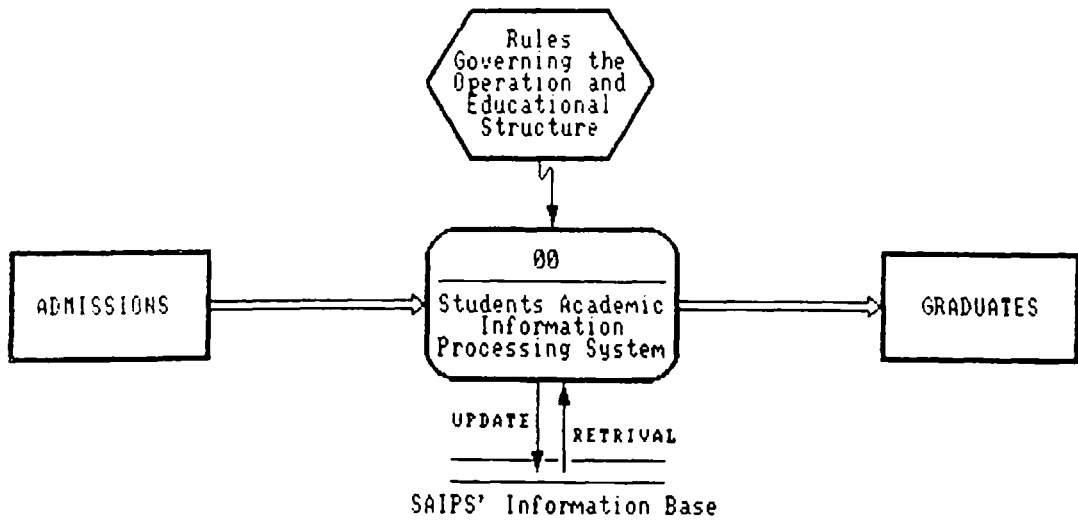 Rules
Governing the
Operation and
Educational
Structure
00
ADMISSIONS
Students Academic
Information
Processing System
GRADUATES
UPDATE
RETRIVAL
SAIPS' Information Base